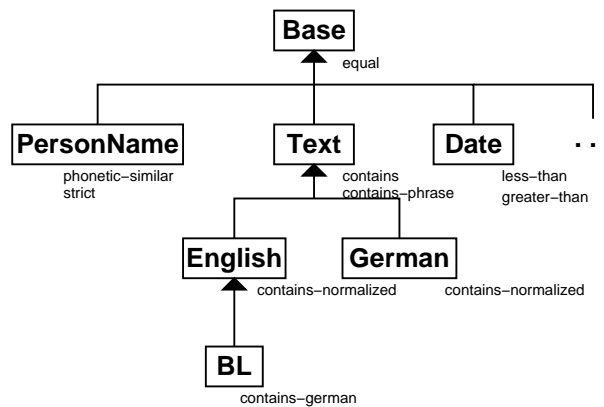 Base
equal
PersonName
Text
Date
. .
phonetic−similar
strict
contains
contains−phrase
less−than
greater−than
English
German
contains−normalized
contains−normalized
BL
contains−german